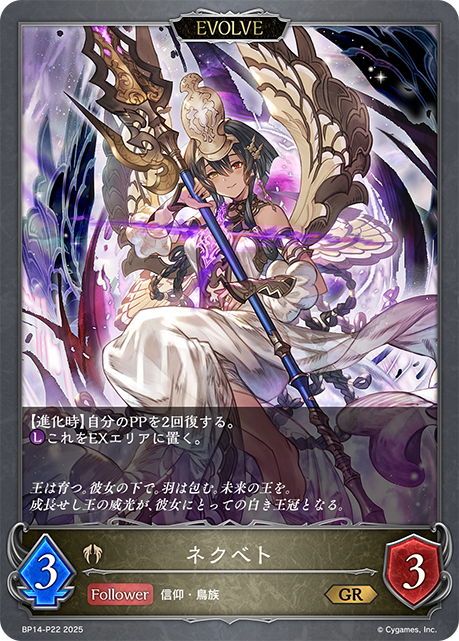 EVOLVE
【進化時】自分のPPを2回復する。
L これをEXエリアに置く。
王は育つ。彼女の下で。羽は包む。未来の王を。
成長せし王の威光が、彼女にとっての白き王冠となる。
ネクベト
3
3
Follower 信仰・鳥族
GR
BP14-P22 2025
© Cygames, Inc.